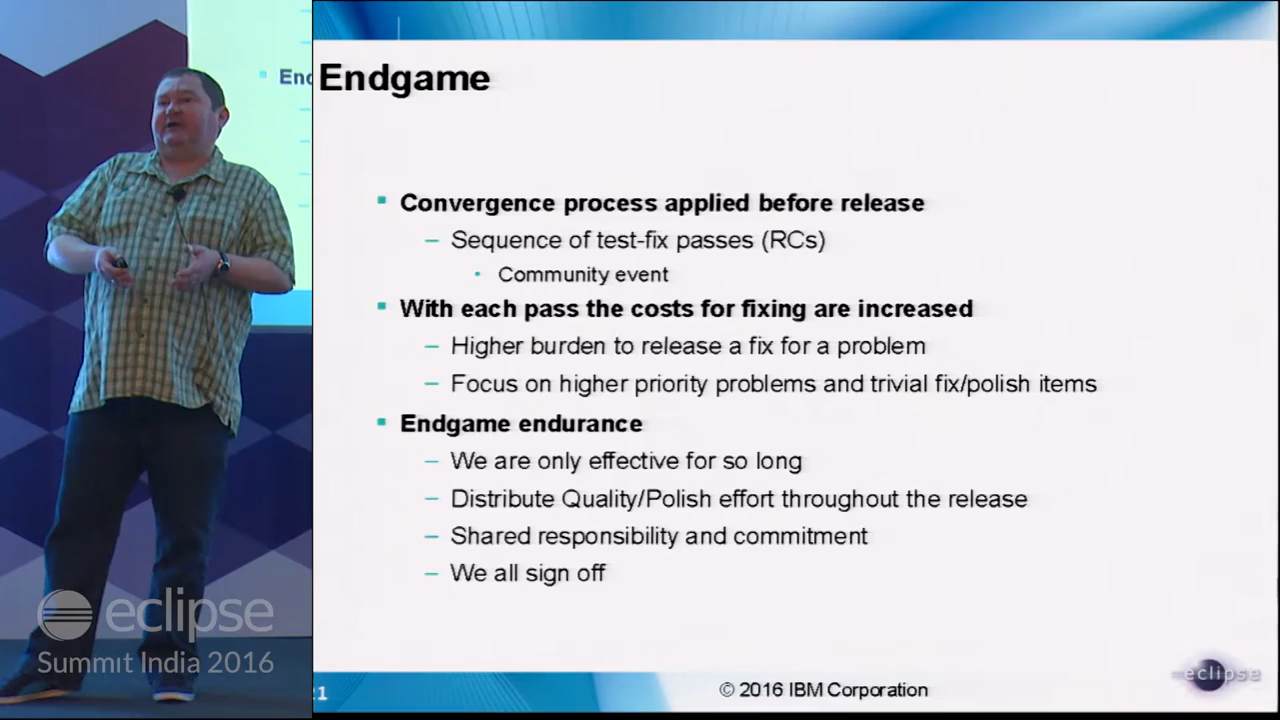 Endgame
Convergence process applied before release
– Sequence of test-fix passes (RCs)
Community event
With each pass the costs for fixing are increased
– Higher burden to release a fix for a problem
– Focus on higher priority problems and trivial fix/polish items
Endgame endurance
– We are only effective for so long
– Distribute Quality/Polish effort throughout the release
– Shared responsibility and commitment
– We all sign off
eclipse
© 2016 IBM Corporation
21
eclipse
Summit India 2016